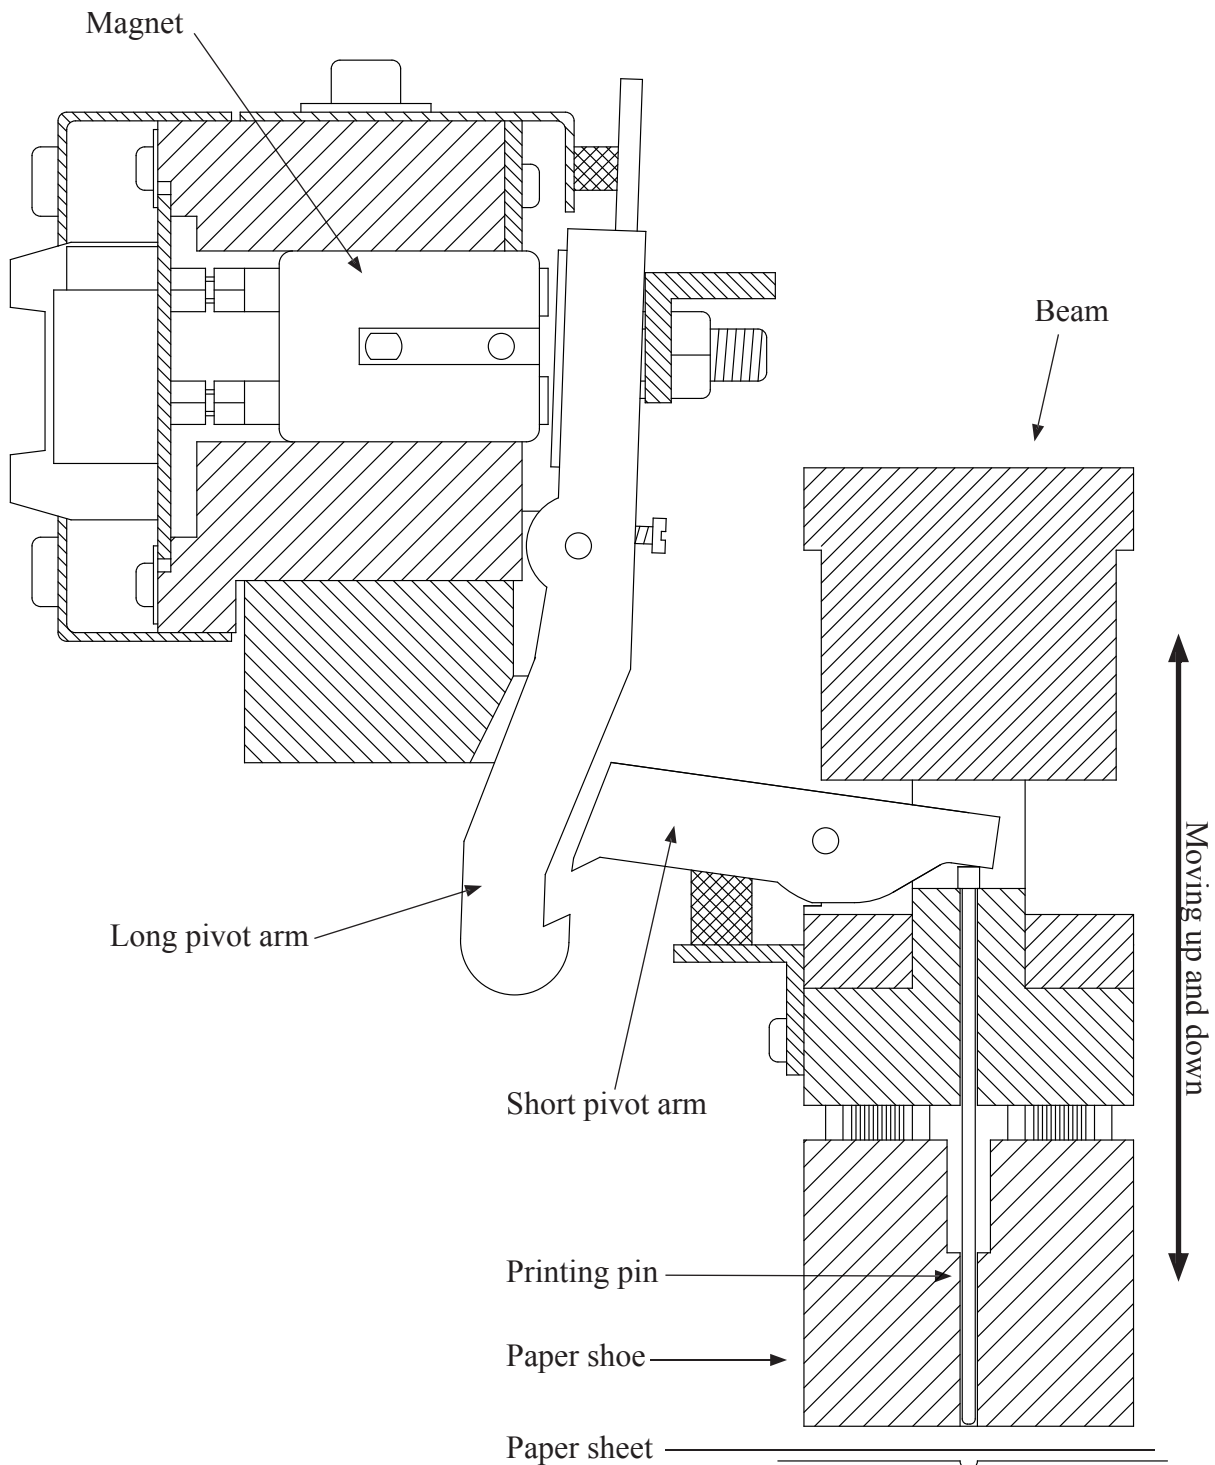 Magnet
Beam
Moving up and down
Long pivot arm
Short pivot arm
Printing pin
Paper shoe
Paper sheet